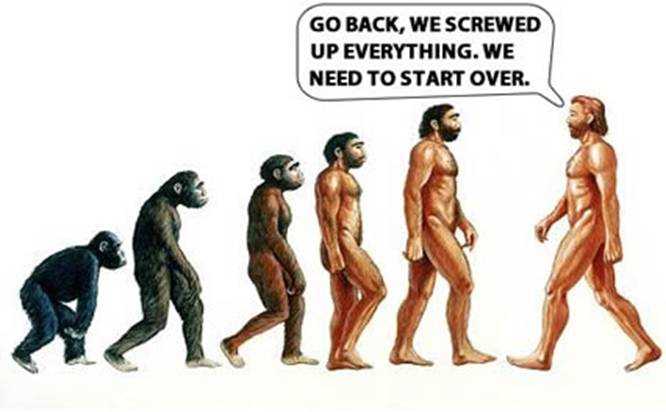 GO BACK, WE SCREWED
UP EVERYTHING. WE
NEED TO START OVER.